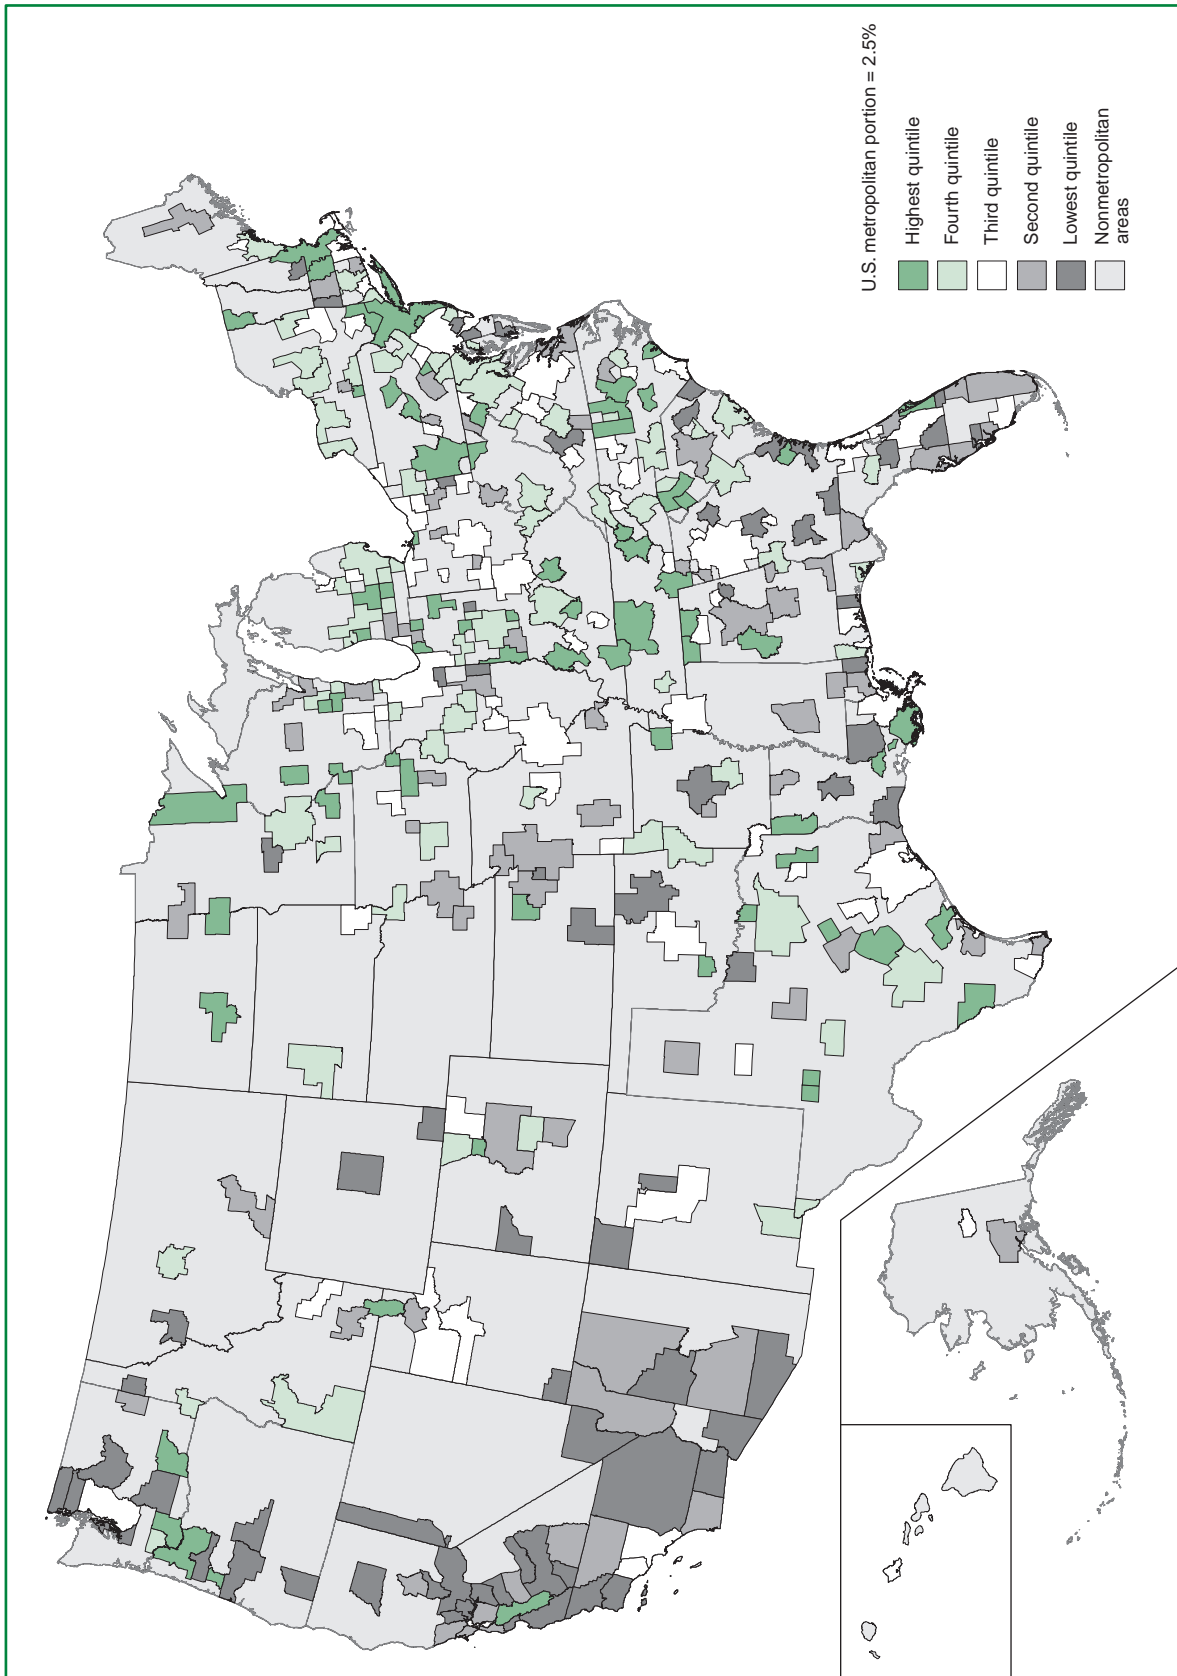 U.S. metropolitan portion = 2.5%
Highest quintile
Fourth quintile
Third quintile
Second quintile
Lowest quintile
Nonmetropolitan
areas